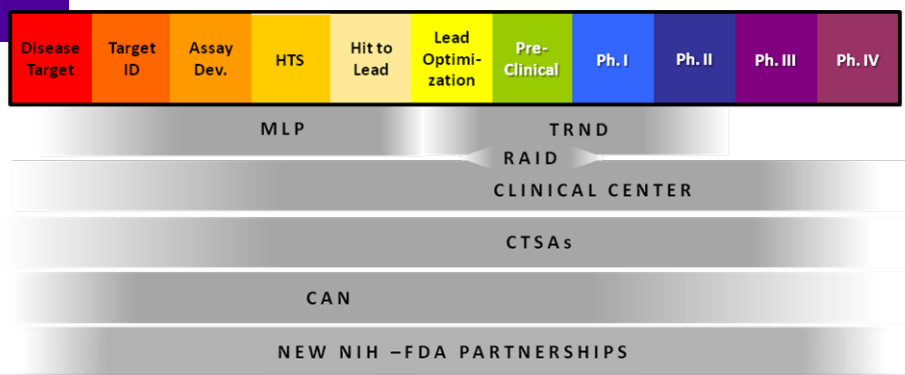 Disease Target
Target ID
Assay Dev.
HTS
Hit to Lead
Lead Optimi-zation
Pre-Clinical
Ph. I
Ph. II
Ph. III
Ph. IV
MLP
TRND
RAID
CLINICAL CENTER
CTSAs
CAN
NEW NIH –FDA PARTNERSHIPS